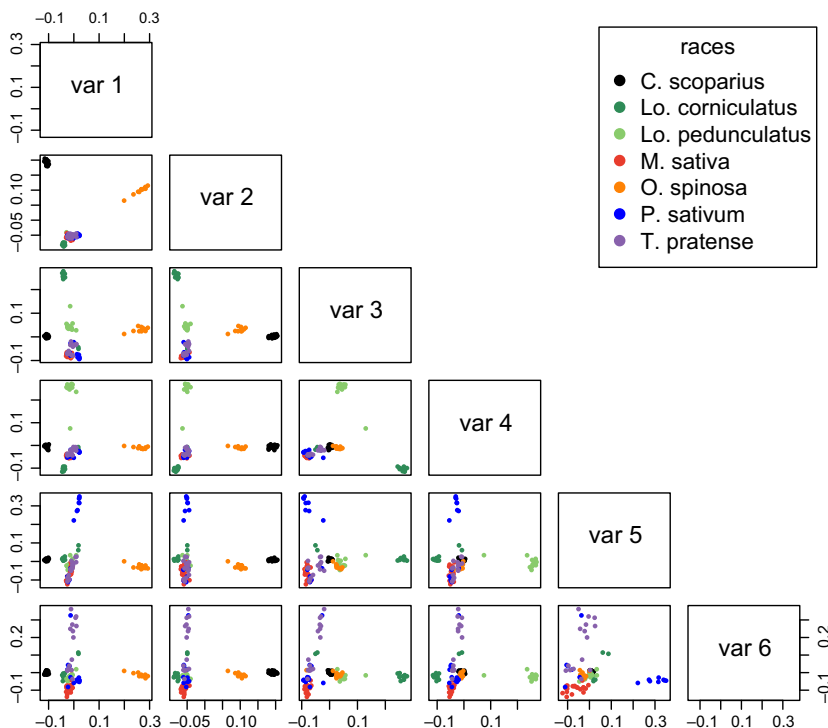 −0.1 0.1 0.3
0.3
0.1
−0.1
var 1
races
C. scoparius
Lo. corniculatus
Lo. pedunculatus
M. sativa
O. spinosa
P. sativum
T. pratense
0.10
−0.05
var 2
0.1
−0.1
var 3
0.1
−0.1
var 4
0.3
0.1
−0.1
var 5
0.2
−0.1
var 6
0.2
−0.1
−0.1 0.1 0.3
−0.05 0.10
−0.1 0.1
−0.1 0.1
−0.1 0.1 0.3
−0.1 0.1 0.3